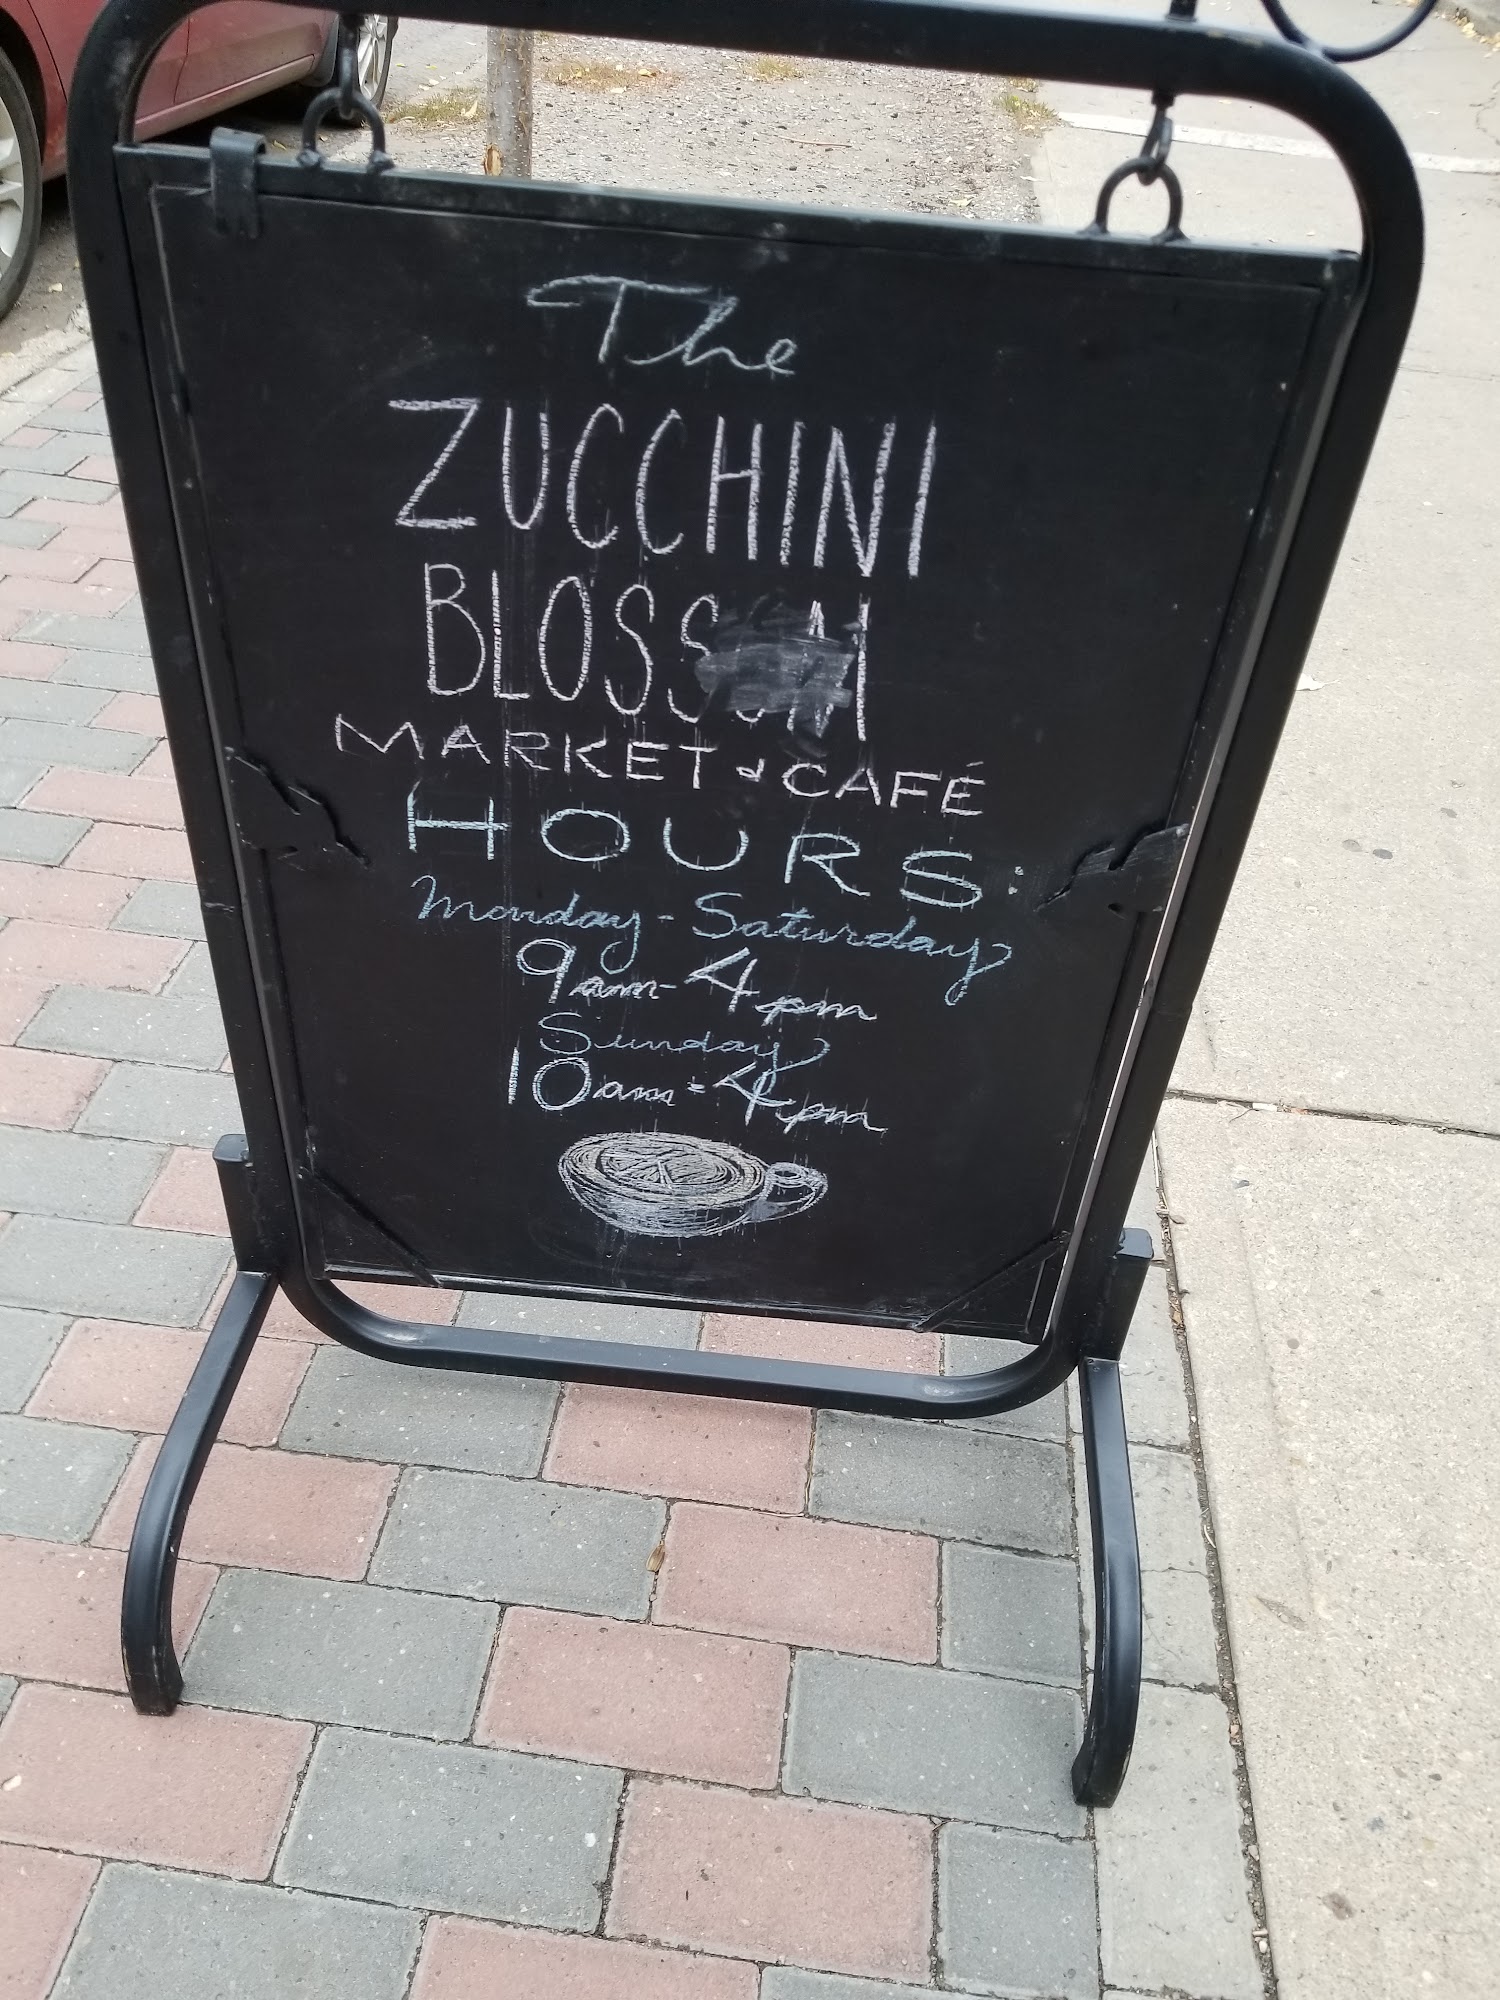 The
ZUCCHINI
BLOSSOM
MARKET & CAFÉ
HOURS:
Monday - Saturday
9am - 4pm
Sunday
10am - 4pm